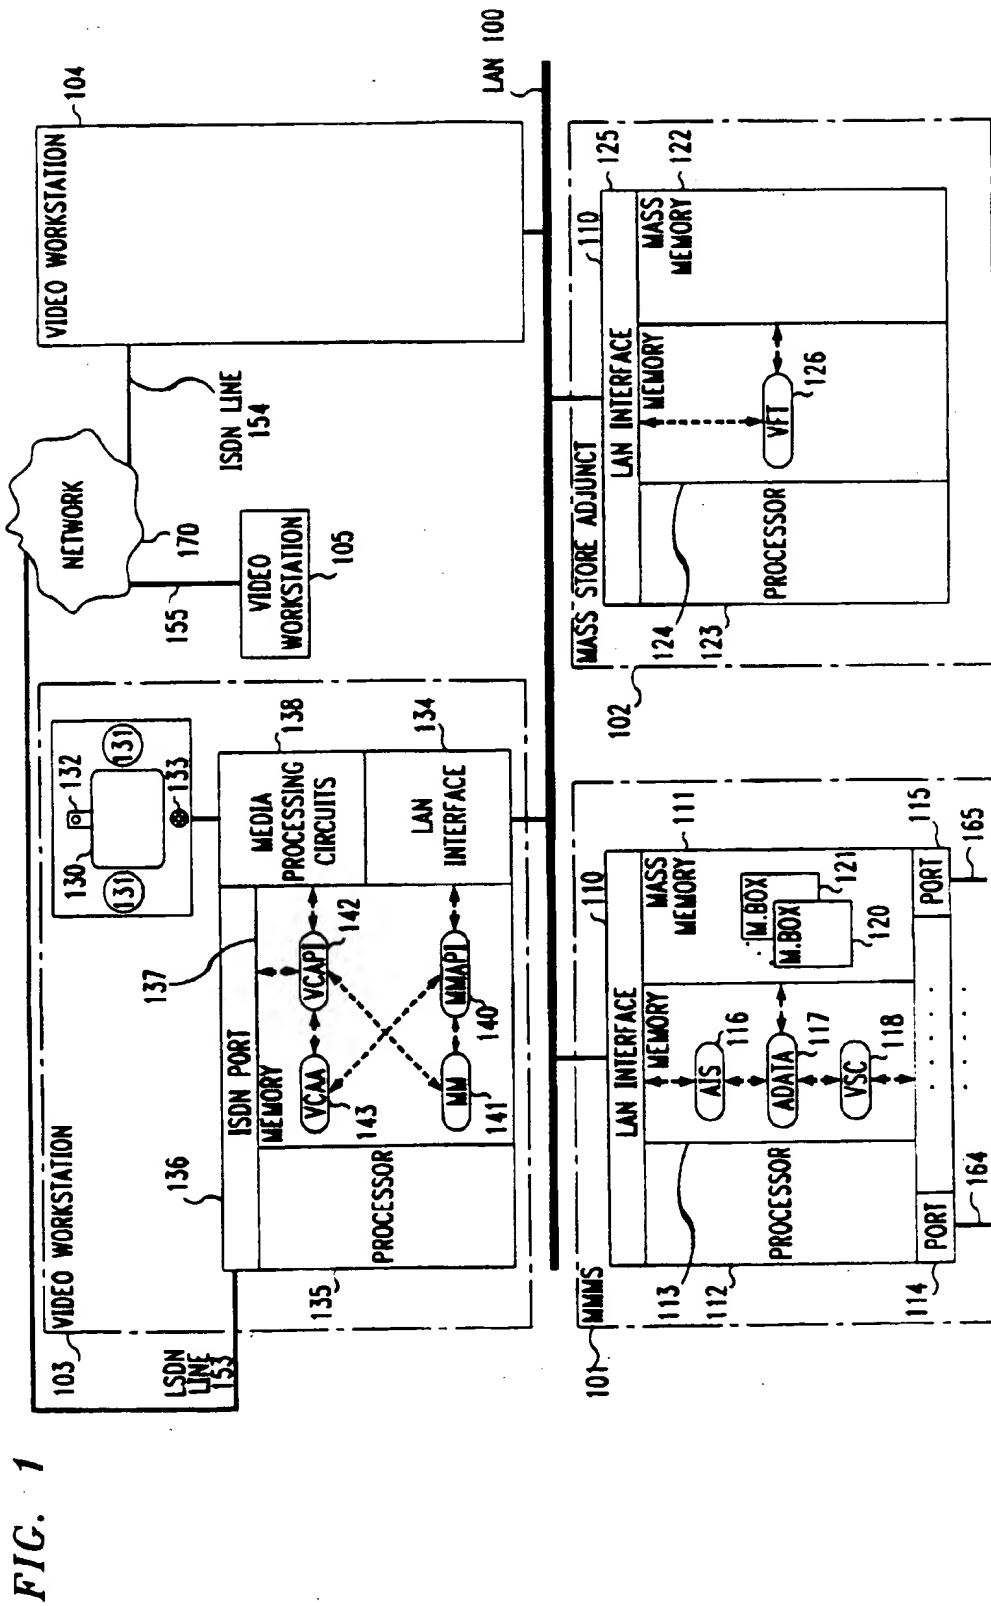 FIG. 1
103
VIDEO WORKSTATION
LSDN
LINE
153
136
ISDN PORT
137
MEMORY
135
PROCESSOR
VCAA
143
VCAPI
142
MM
141
MMAPI
140
MEDIA
PROCESSING
CIRCUITS
138
LAN
INTERFACE
134
130
131
132
131
133
NETWORK
170
155
VIDEO
WORKSTATION
105
ISDN LINE
154
VIDEO WORKSTATION
104
LAN 100
101
MMMS
110
LAN INTERFACE
113
112
PROCESSOR
MEMORY
AIS
116
ADATA
117
VSC
118
MASS
MEMORY
111
M.BOX
121
M.BOX
120
114
PORT
164
. . . . .
. . . . .
PORT
115
165
102
MASS STORE ADJUNCT
110
LAN INTERFACE
125
124
123
PROCESSOR
MEMORY
VFT
126
MASS
MEMORY
122